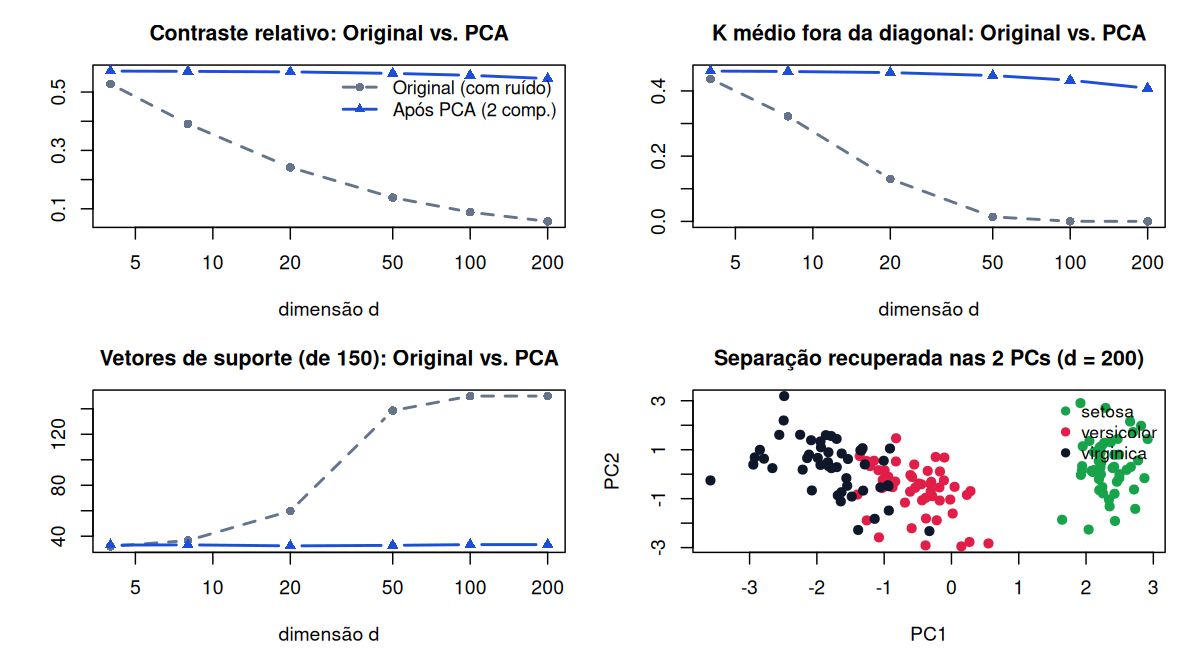 Contraste relativo: Original vs. PCA
0.5
0.3
0.1
Original (com ruído)
Após PCA (2 comp.)
5 10 20 50 100 200
dimensão d
K médio fora da diagonal: Original vs. PCA
0.4
0.2
0.0
5 10 20 50 100 200
dimensão d
Vetores de suporte (de 150): Original vs. PCA
120
80
40
5 10 20 50 100 200
dimensão d
Separação recuperada nas 2 PCs (d = 200)
PC2
3
1
-1
-3
setosa
versicolor
virginica
-3 -2 -1 0 1 2 3
PC1